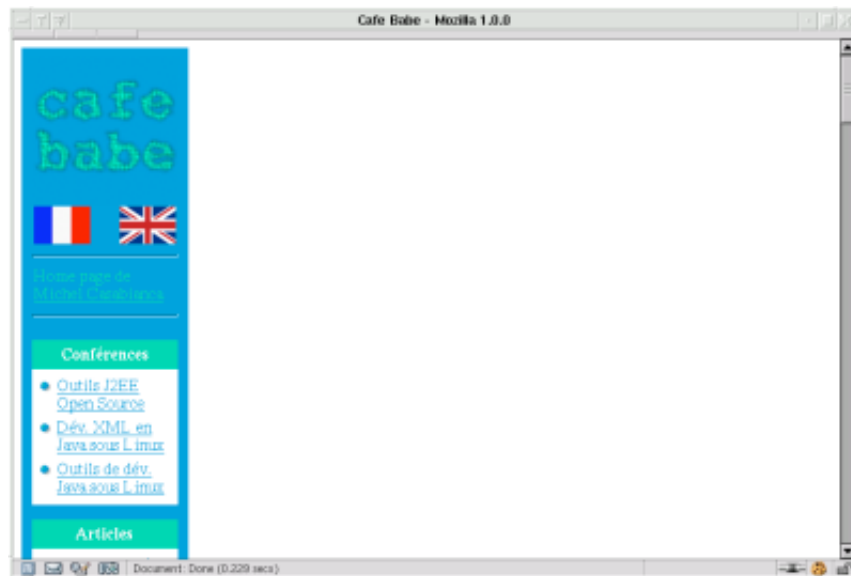 Cafe Babe - Mozilla 1.0.0
cafe
babe
Home page de
Michel Casabianca
Conférences
Outils J2EE
Open Source
Dév. XML en
Java sous Linux
Outils de dév.
Java sous Linux
Articles
Document: Done (0.229 secs)